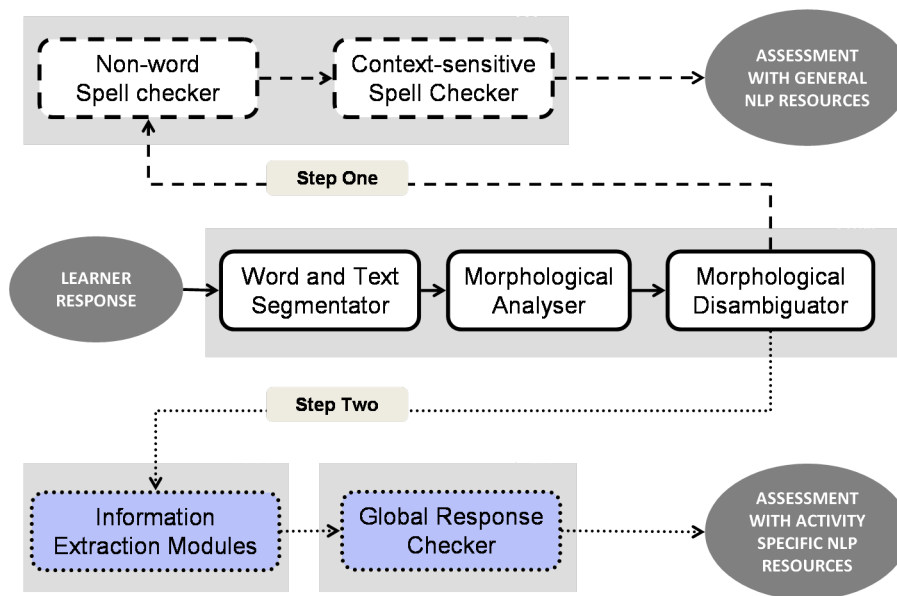 Non-word
Spell checker
Context-sensitive
Spell Checker
ASSESSMENT
WITH GENERAL
NLP RESOURCES
Step One
LEARNER
RESPONSE
Word and Text
Segmentator
Morphological
Analyser
Morphological
Disambiguator
Step Two
Information
Extraction Modules
Global Response
Checker
ASSESSMENT
WITH ACTIVITY
SPECIFIC NLP
RESOURCES